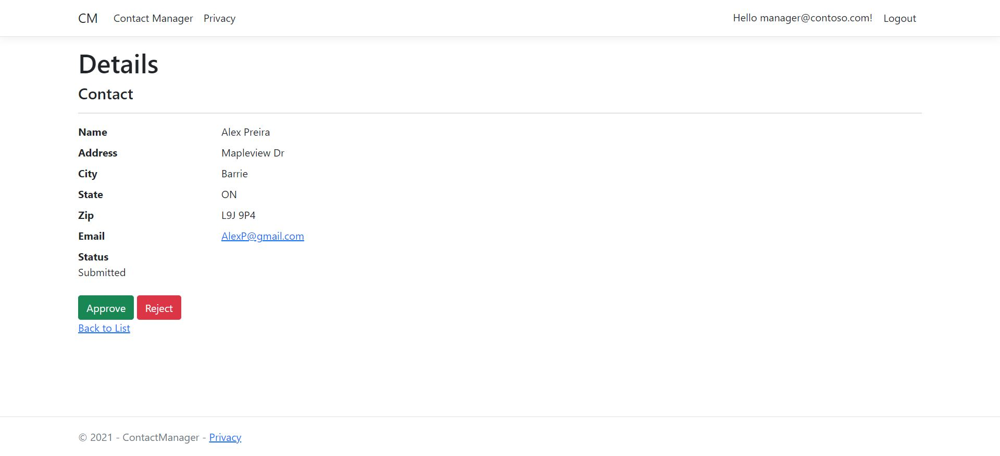 CM Contact Manager Privacy Hello manager@contoso.com! Logout
Details
Contact
Name Alex Preira
Address Mapleview Dr
City Barrie
State ON
Zip L9J 9P4
Email AlexP@gmail.com
Status
Submitted
Approve Reject
Back to List
© 2021 - ContactManager - Privacy